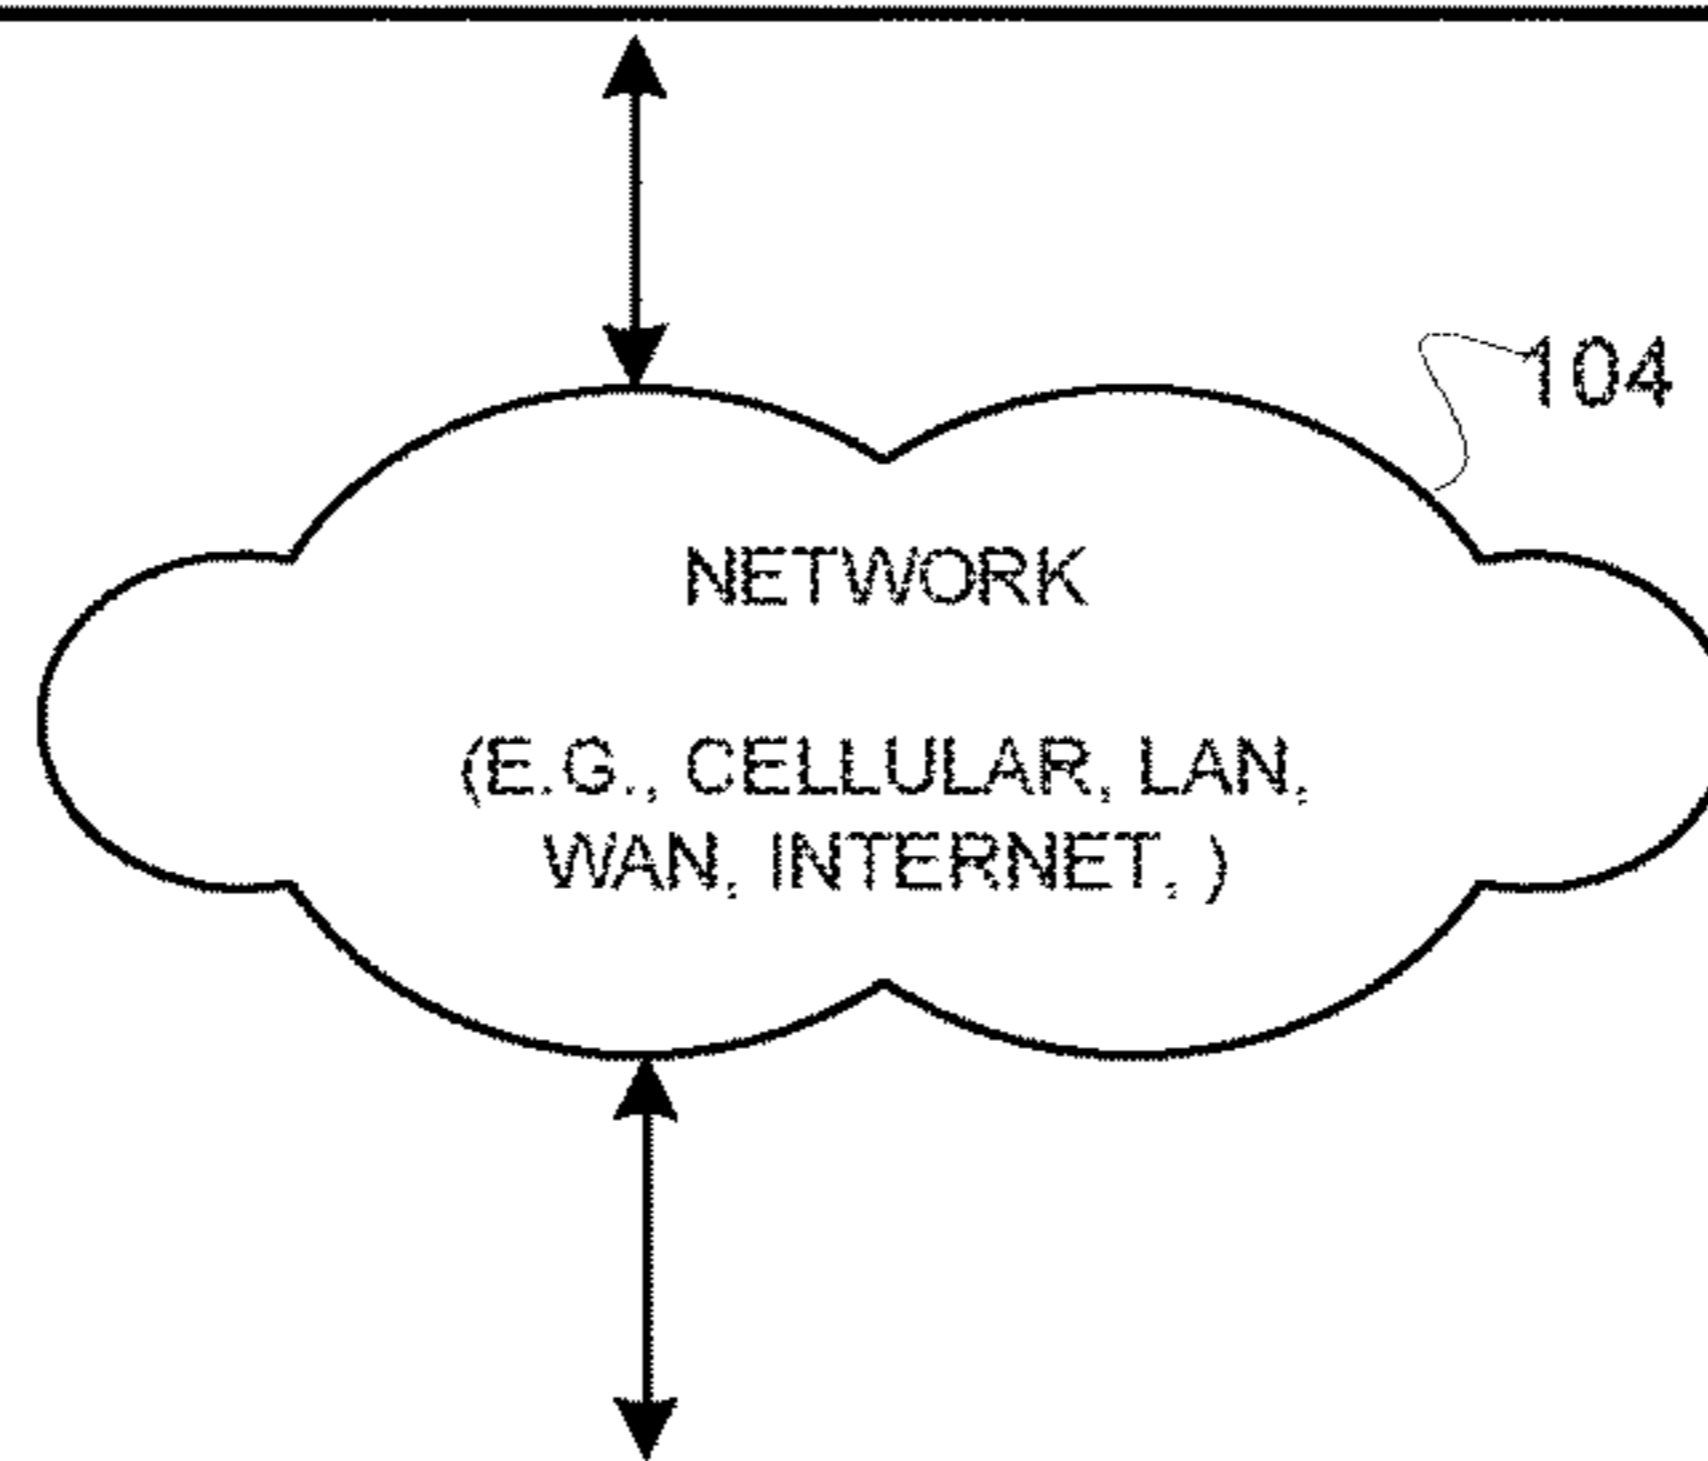 104
NETWORK
(E.G., CELLULAR, LAN,
WAN, INTERNET, )